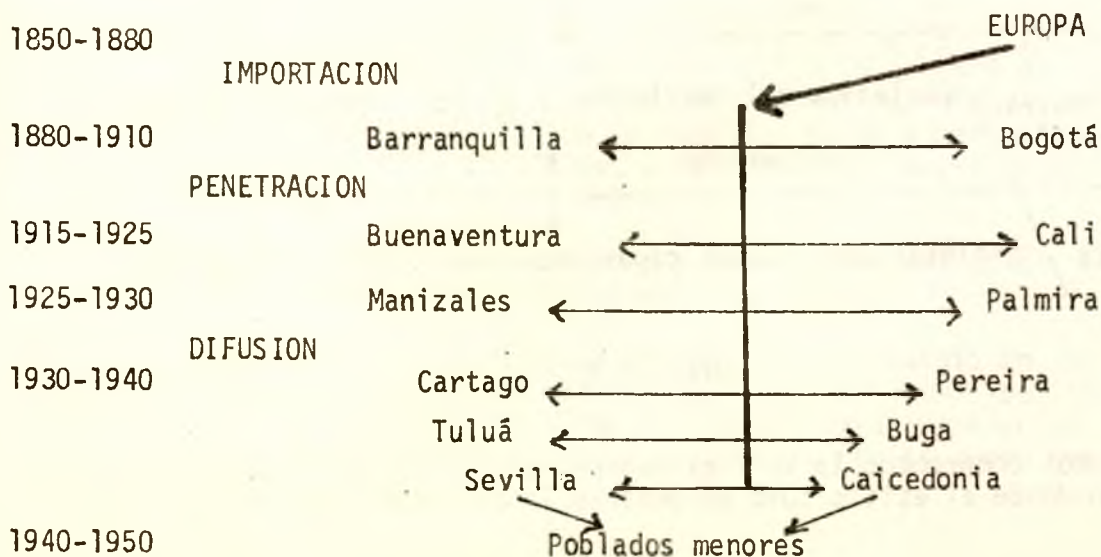 EUROPA
1850-1880
IMPORTACION
1880-1910 Barranquilla Bogotá
PENETRACION
1915-1925 Buenaventura Cali
1925-1930 Manizales Palmira
DIFUSION
1930-1940 Cartago Pereira
Tuluá Buga
Sevilla Caicedonia
1940-1950 Poblados menores